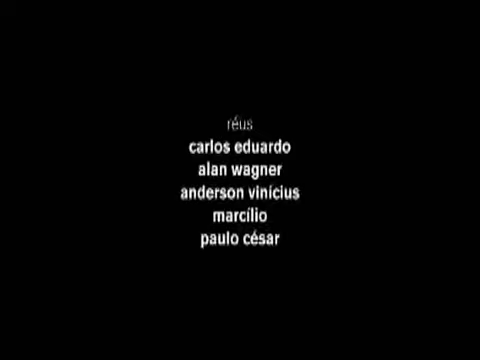 réus
carlos eduardo
alan wagner
anderson vinícius
marcílio
paulo césar